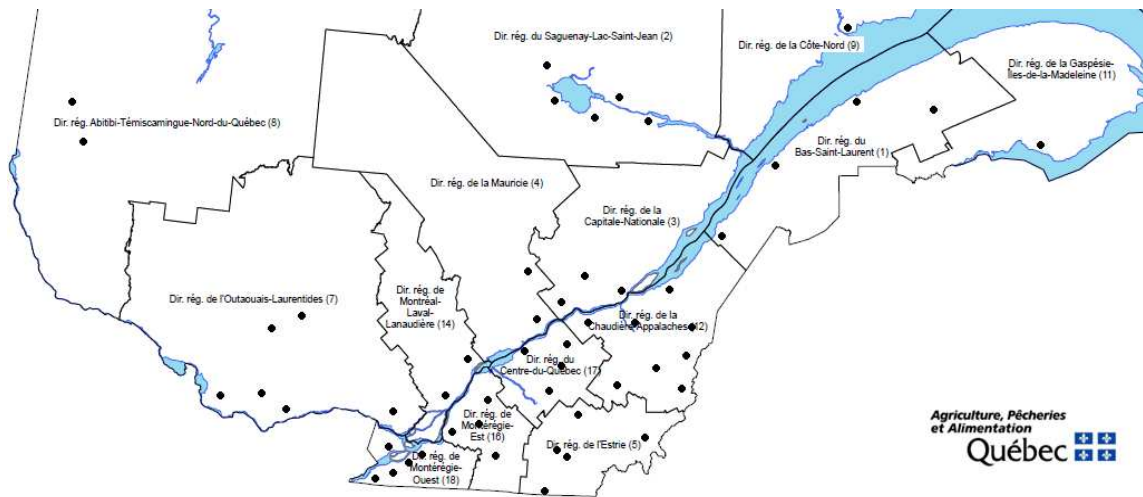 Dir. rég. du Saguenay-Lac-Saint-Jean (2)
Dir. rég. de la Côte-Nord (9)
Dir. rég. de la Gaspésie-
Îles-de-la-Madeleine (11)
Dir. rég. Abitibi-Témiscamingue-Nord-du-Québec (8)
Dir. rég. du
Bas-Saint-Laurent (1)
Dir. rég. de la Mauricie (4)
Dir. rég. de la
Capitale-Nationale (3)
Dir. rég. de l'Outaouais-Laurentides (7)
Dir. rég. de
Montréal-
Laval-
Lanaudière (14)
Dir. rég. de la
Chaudière-Appalaches (12)
Dir. rég. du
Centre-du-Québec (17)
Dir. rég. de
Montérégie-
Est (16)
Dir. rég. de l'Estrie (5)
Dir. rég. de
Montérégie-
Ouest (18)
Agriculture, Pêcheries
et Alimentation
Québec